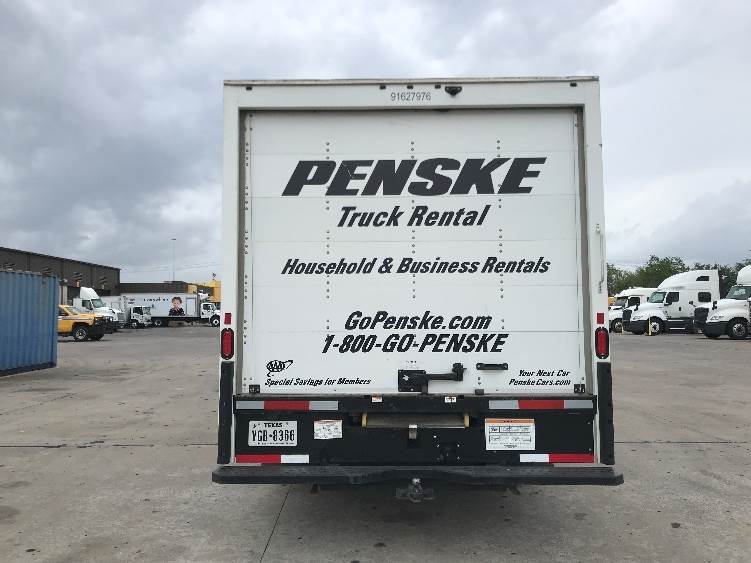 91627976
PENSKE
Truck Rental
Household & Business Rentals
GoPenske.com
1-800-GO-PENSKE
AAA
Special Savings for Members
Your Next Car
PenskeCars.com
TEXAS
VGB-8366